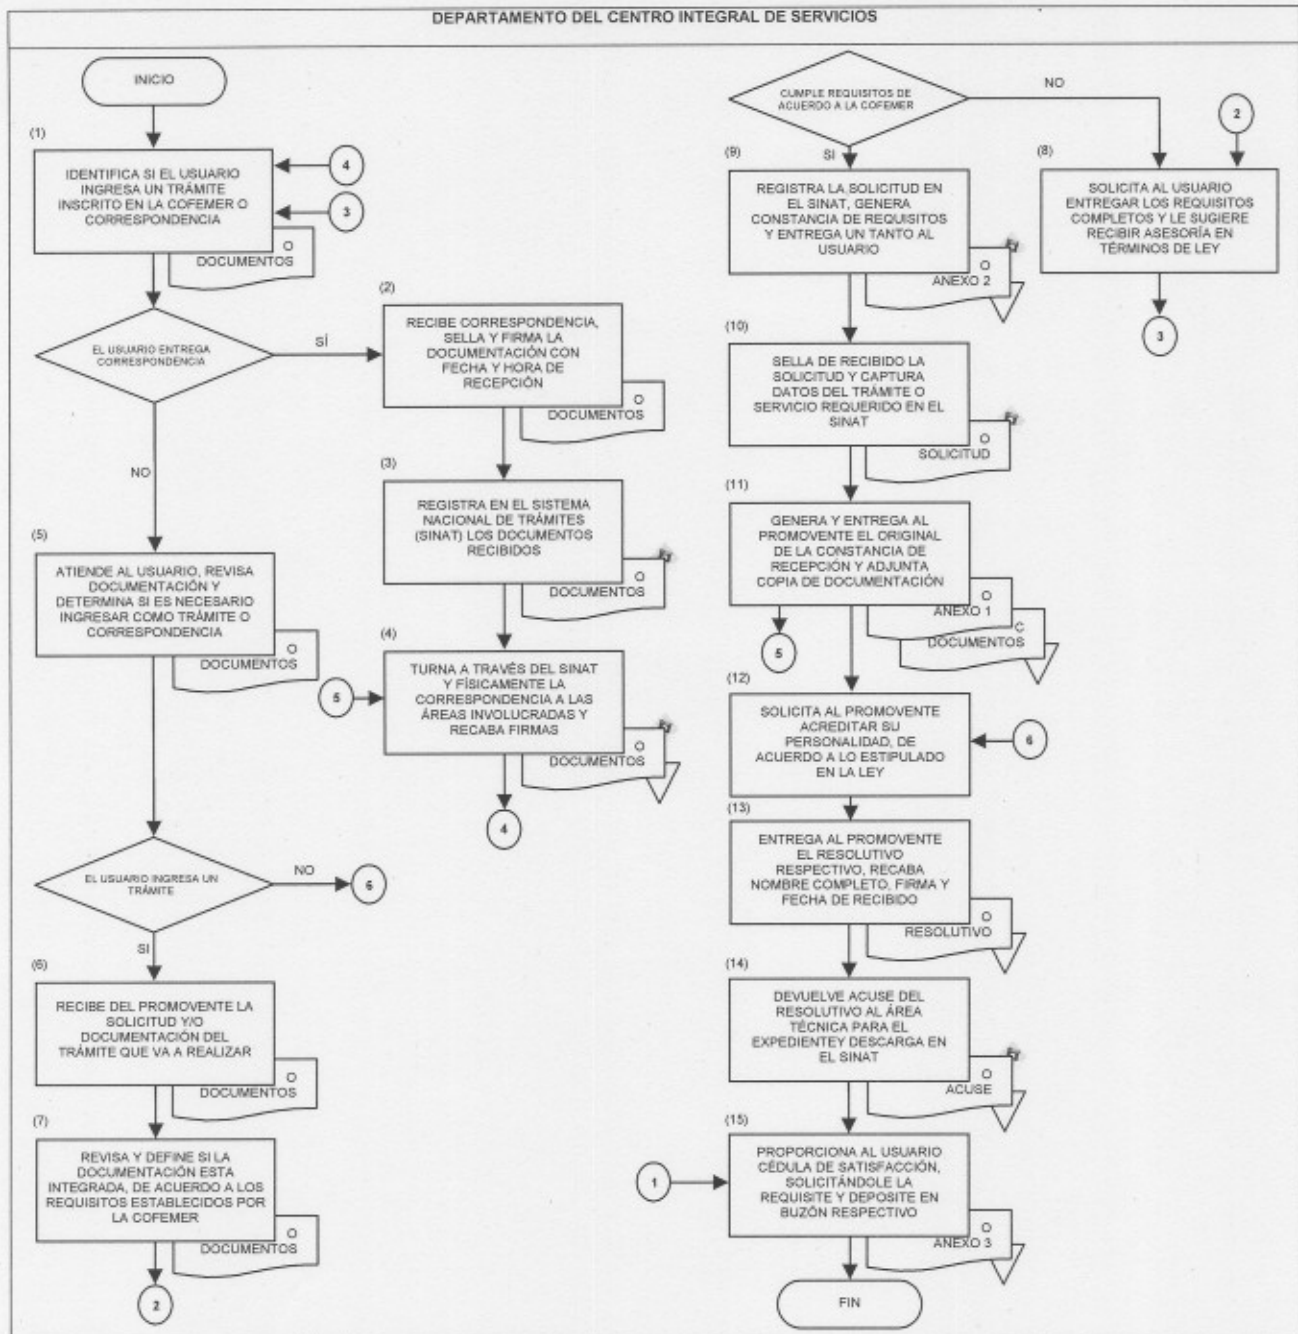 DEPARTAMENTO DEL CENTRO INTEGRAL DE SERVICIOS
INICIO
(1)
IDENTIFICA SI EL USUARIO
INGRESA UN TRÁMITE
INSCRITO EN LA COFEMER O
CORRESPONDENCIA
4
3
O
DOCUMENTOS
EL USUARIO ENTREGA
CORRESPONDENCIA
SÍ
NO
(2)
RECIBE CORRESPONDENCIA,
SELLA Y FIRMA LA
DOCUMENTACIÓN CON
FECHA Y HORA DE
RECEPCIÓN
O
DOCUMENTOS
(3)
REGISTRA EN EL SISTEMA
NACIONAL DE TRÁMITES
(SINAT) LOS DOCUMENTOS
RECIBIDOS
O
DOCUMENTOS
(4)
5
TURNA A TRAVÉS DEL SINAT
Y FÍSICAMENTE LA
CORRESPONDENCIA A LAS
ÁREAS INVOLUCRADAS Y
RECABA FIRMAS
O
DOCUMENTOS
4
(5)
ATIENDE AL USUARIO, REVISA
DOCUMENTACIÓN Y
DETERMINA SI ES NECESARIO
INGRESAR COMO TRÁMITE O
CORRESPONDENCIA
O
DOCUMENTOS
EL USUARIO INGRESA UN
TRÁMITE
NO
SI
(6)
RECIBE DEL PROMOVENTE LA
SOLICITUD Y/O
DOCUMENTACIÓN DEL
TRÁMITE QUE VA A REALIZAR
O
DOCUMENTOS
(7)
REVISA Y DEFINE SI LA
DOCUMENTACIÓN ESTA
INTEGRADA, DE ACUERDO A LOS
REQUISITOS ESTABLECIDOS POR
LA COFEMER
O
DOCUMENTOS
2
CUMPLE REQUISITOS DE
ACUERDO A LA COFEMER
NO
SI
2
(8)
SOLICITA AL USUARIO
ENTREGAR LOS REQUISITOS
COMPLETOS Y LE SUGIERE
RECIBIR ASESORÍA EN
TÉRMINOS DE LEY
3
(9)
REGISTRA LA SOLICITUD EN
EL SINAT, GENERA
CONSTANCIA DE REQUISITOS
Y ENTREGA UN TANTO AL
USUARIO
O
ANEXO 2
(10)
SELLA DE RECIBIDO LA
SOLICITUD Y CAPTURA
DATOS DEL TRÁMITE O
SERVICIO REQUERIDO EN EL
SINAT
O
SOLICITUD
(11)
GENERA Y ENTREGA AL
PROMOVENTE EL ORIGINAL
DE LA CONSTANCIA DE
RECEPCIÓN Y ADJUNTA
COPIA DE DOCUMENTACIÓN
O
ANEXO 1
C
DOCUMENTOS
5
(12)
SOLICITA AL PROMOVENTE
ACREDITAR SU
PERSONALIDAD, DE
ACUERDO A LO ESTIPULADO
EN LA LEY
6
(13)
ENTREGA AL PROMOVENTE
EL RESOLUTIVO
RESPECTIVO, RECABA
NOMBRE COMPLETO, FIRMA Y
FECHA DE RECIBIDO
O
RESOLUTIVO
(14)
DEVUELVE ACUSE DEL
RESOLUTIVO AL ÁREA
TÉCNICA PARA EL
EXPEDIENTEY DESCARGA EN
EL SINAT
O
ACUSE
(15)
1
PROPORCIONA AL USUARIO
CÉDULA DE SATISFACCIÓN,
SOLICITÁNDOLE LA
REQUISITE Y DEPOSITE EN
BUZÓN RESPECTIVO
O
ANEXO 3
FIN